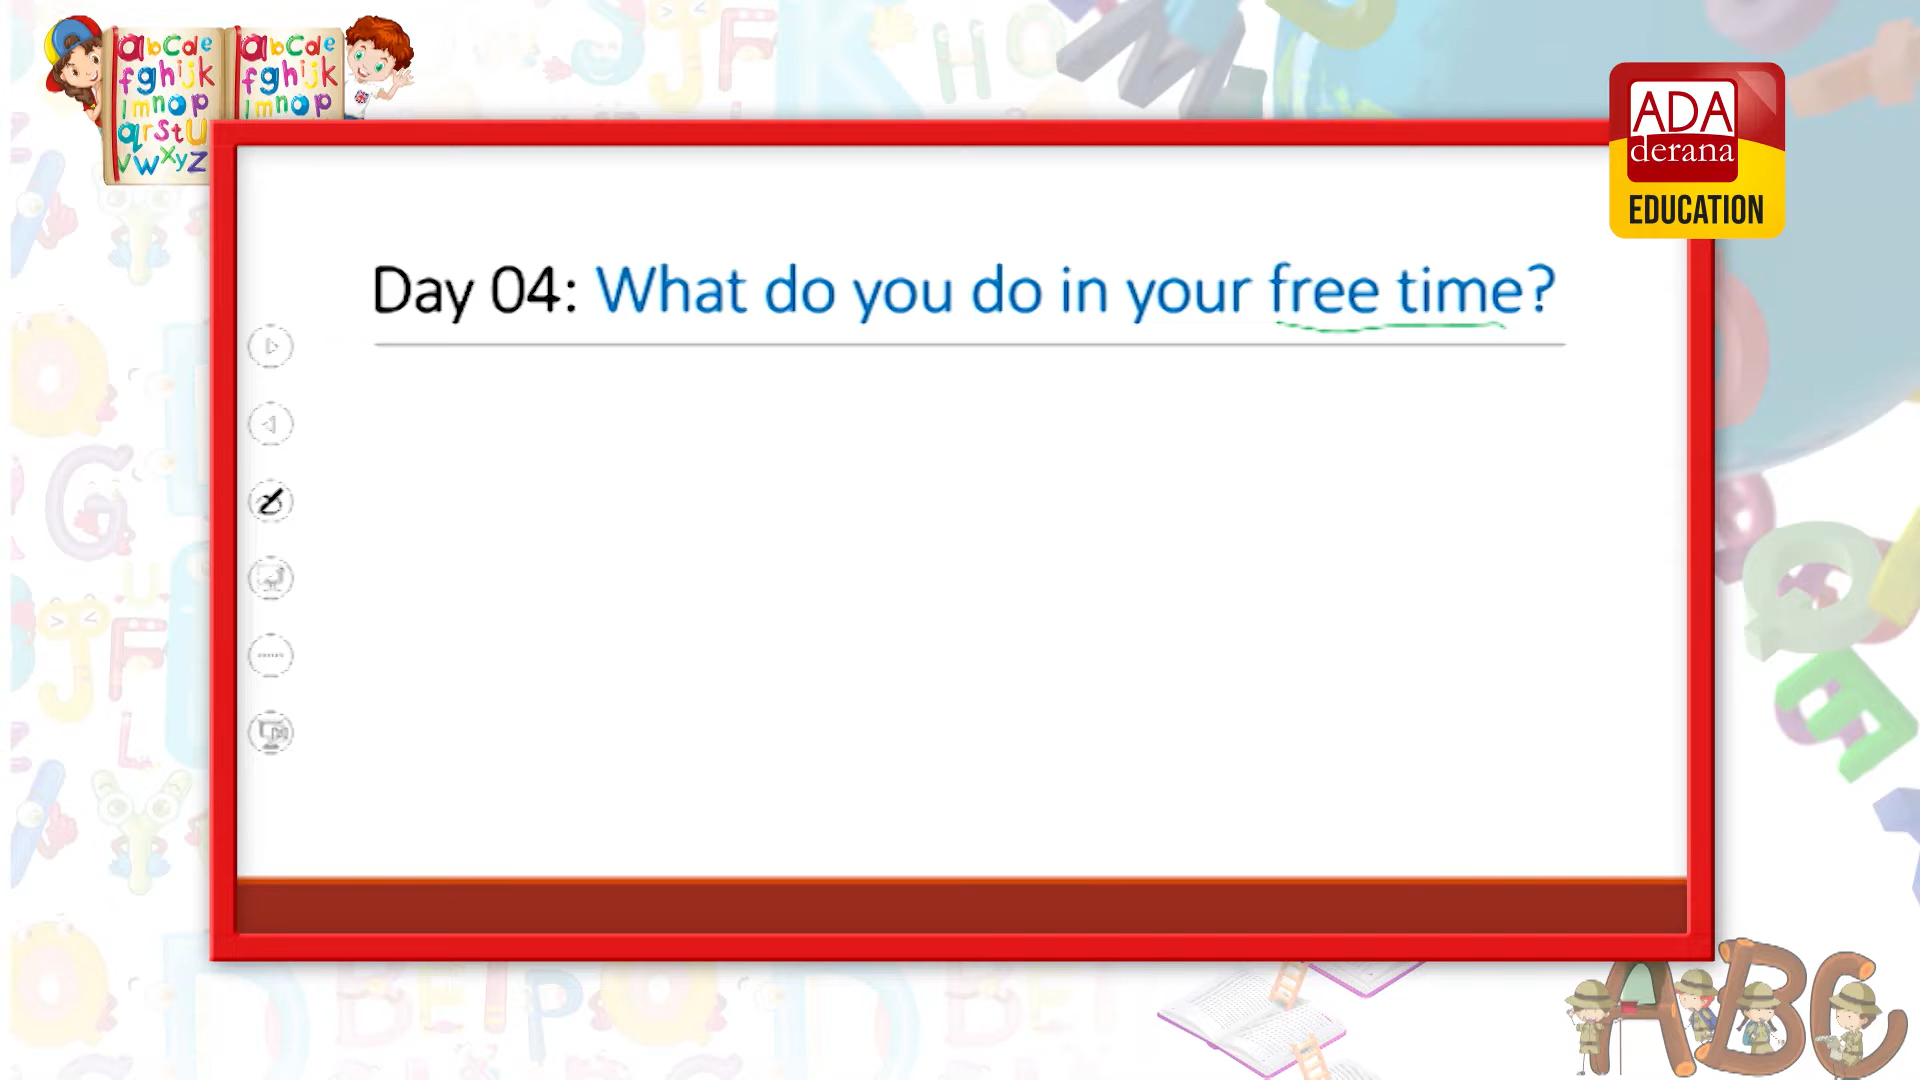 abCde abCde
fghijk fghijk
lmnop lmnop
qrstu
vwxyz
ADA
derana
EDUCATION
Day 04: What do you do in your free time?
ABC